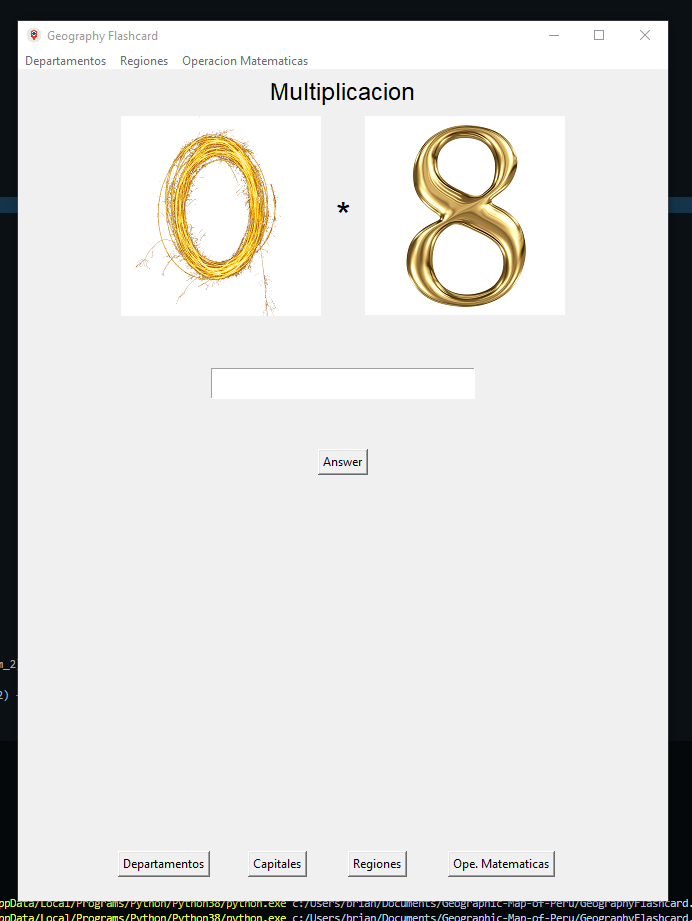 Geography Flashcard
Departamentos Regiones Operacion Matematicas
Multiplicacion
0 * 8
Answer
m_2
2)
Departamentos Capitales Regiones Ope. Matematicas
ppData/Local/Programs/Python/Python38/python.exe c:/Users/brian/Documents/Geographic-Map-of-Peru/GeographyFlashcard.
ppData/Local/Programs/Python/Python38/python.exe c:/Users/brian/Documents/Geographic-Map-of-Peru/GeographyFlashcard.